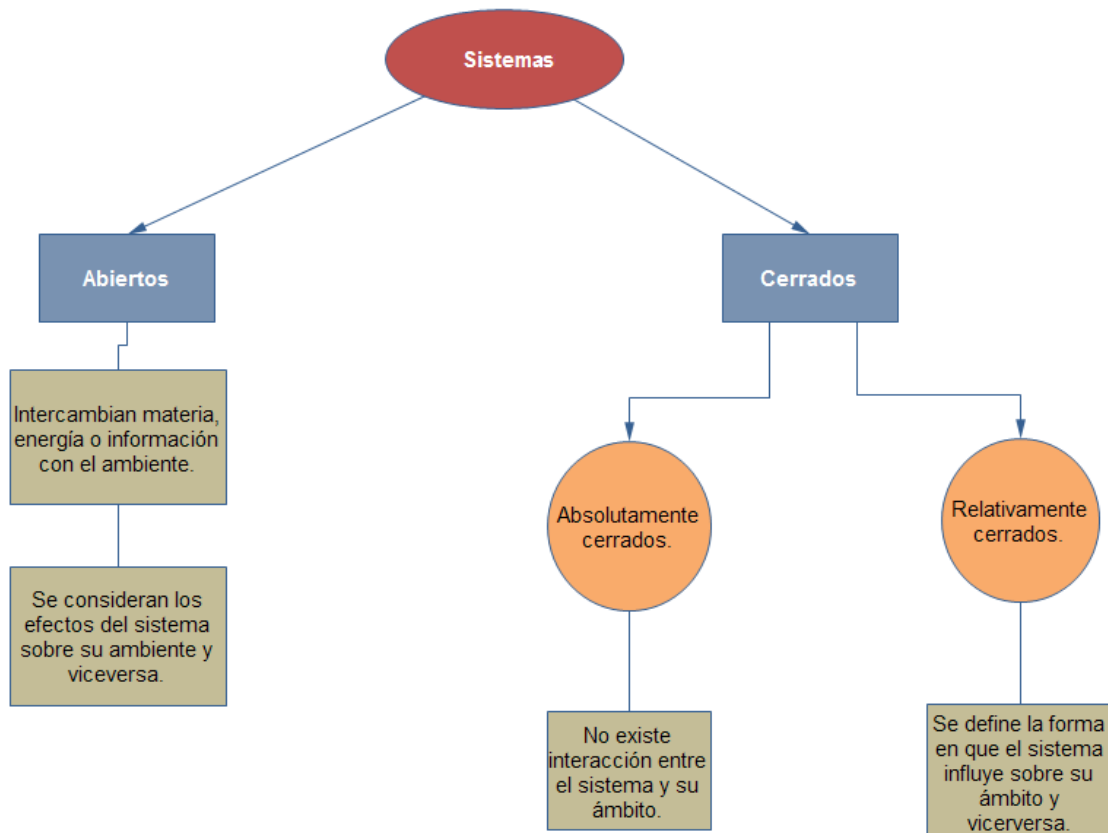 Sistemas
Abiertos
Cerrados
Intercambian materia,
energía o información
con el ambiente.
Se consideran los
efectos del sistema
sobre su ambiente y
viceversa.
Absolutamente
cerrados.
Relativamente
cerrados.
No existe
interacción entre
el sistema y su
ámbito.
Se define la forma
en que el sistema
influye sobre su
ámbito y
vicerversa.